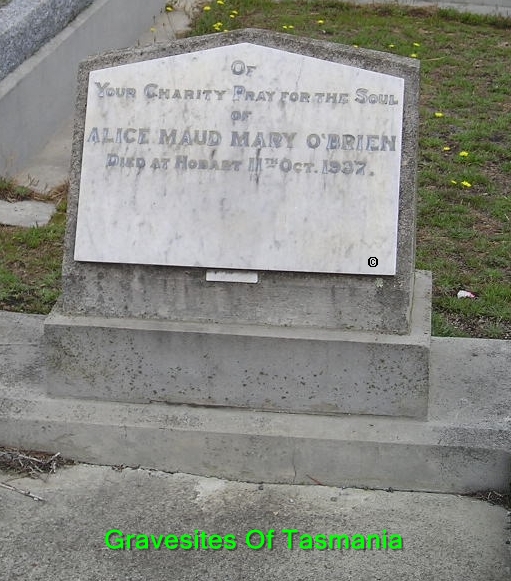 OF
YOUR CHARITY PRAY FOR THE SOUL
OF
ALICE MAUD MARY O'BRIEN
DIED AT HOBART 11TH OCT. 1937.
©
Gravesites Of Tasmania